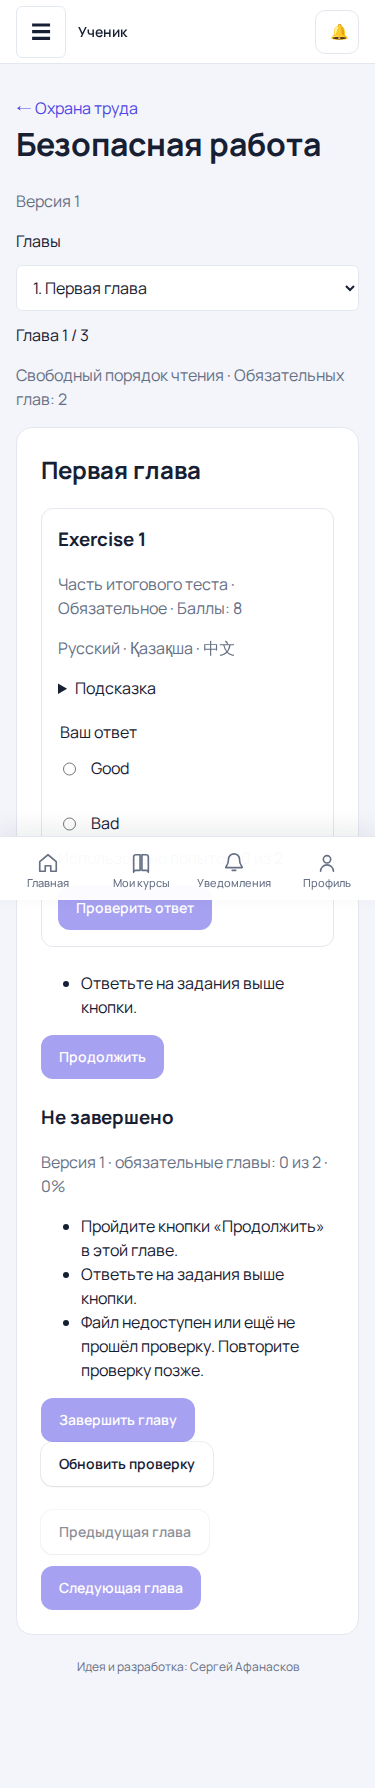 Ученик
← Охрана труда
Безопасная работа
Версия 1
Главы
1. Первая глава
Глава 1 / 3
Свободный порядок чтения · Обязательных
глав: 2
Первая глава
Exercise 1
Часть итогового теста ·
Обязательное · Баллы: 8
Русский · Қазақша · 中文
Подсказка
Ваш ответ
Good
Bad
Главная
Мои курсы
Уведомления
Профиль
Проверить ответ
Ответьте на задания выше
кнопки.
Продолжить
Не завершено
Версия 1 · обязательные главы: 0 из 2 ·
0%
Пройдите кнопки «Продолжить»
в этой главе.
Ответьте на задания выше
кнопки.
Файл недоступен или ещё не
прошёл проверку. Повторите
проверку позже.
Завершить главу
Обновить проверку
Предыдущая глава
Следующая глава
Идея и разработка: Сергей Афанасков